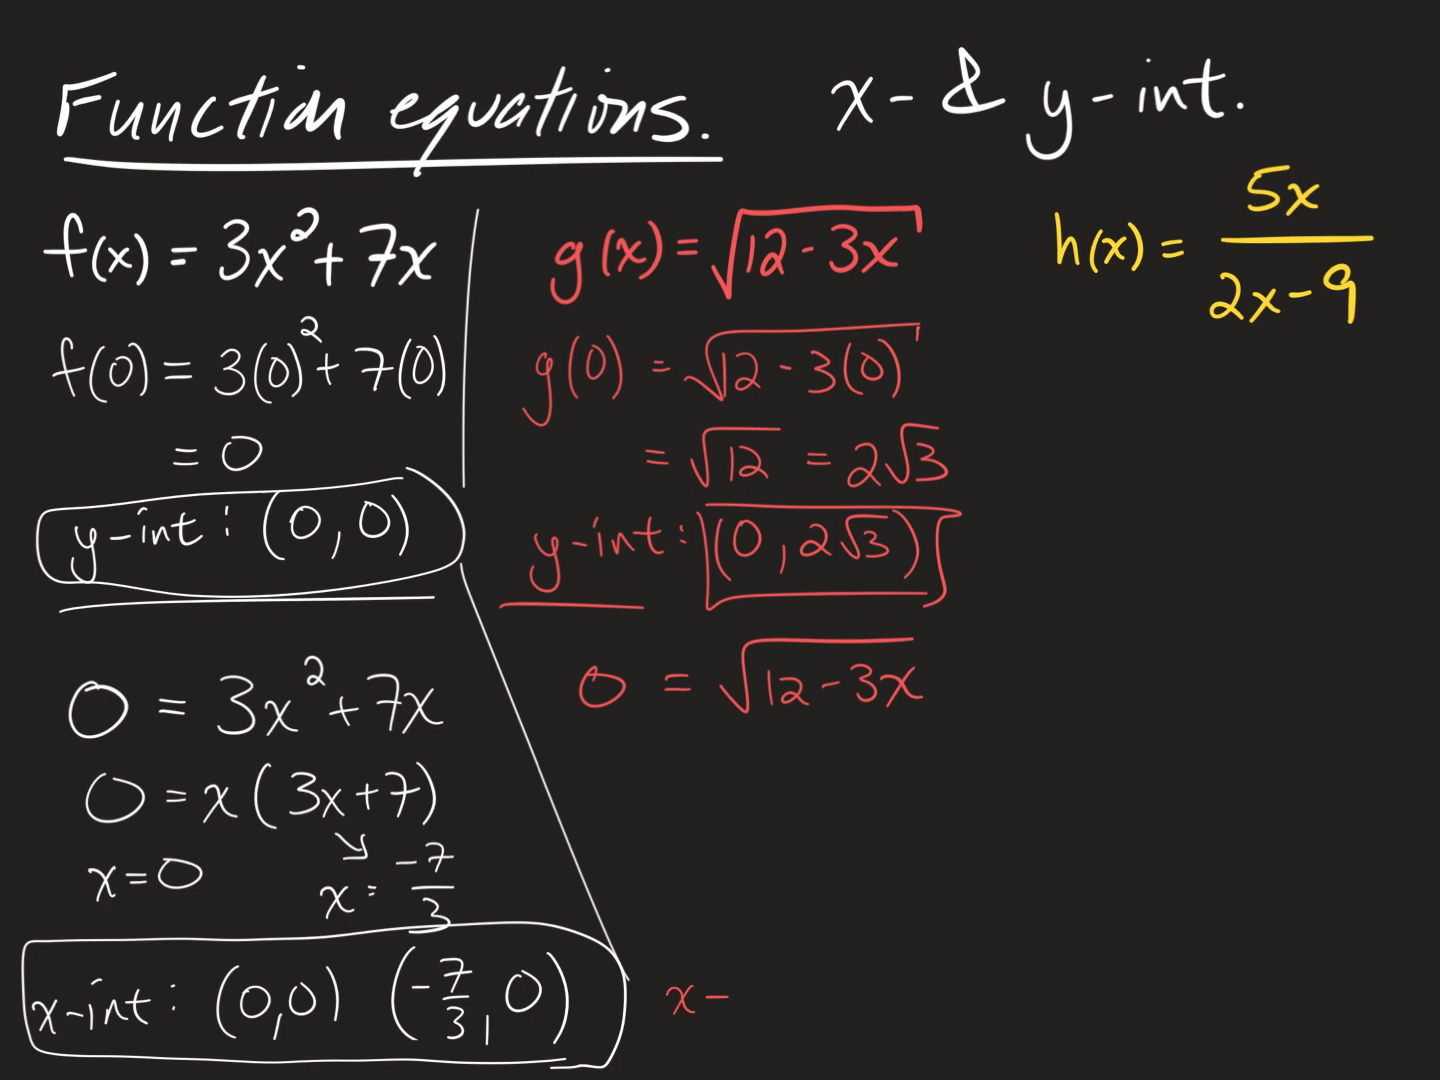 Function equations. x- & y-int.
f(x) = 3x² + 7x
f(0) = 3(0)² + 7(0)
= 0
y-int: (0, 0)
0 = 3x² + 7x
0 = x(3x+7)
x=0 x = -7/3
x-int: (0,0) (-7/3, 0)
g(x) = √(12-3x)
g(0) = √(12-3(0))
= √12 = 2√3
y-int: (0, 2√3)
0 = √(12-3x)
x-
h(x) = 5x/(2x-9)